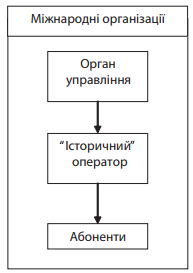 Міжнародні організації
Орган
управління
“Історичний”
оператор
Абоненти